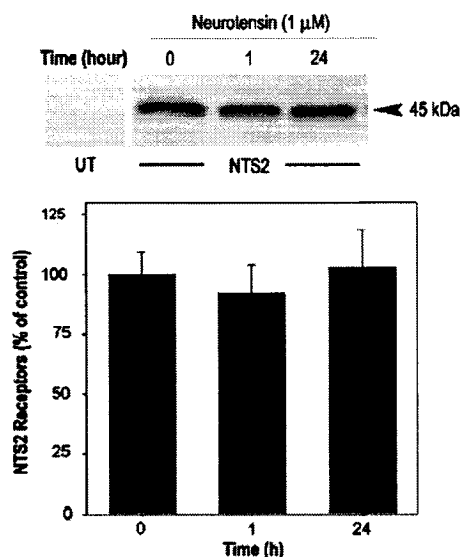 Neurotensin (1 µM)
Time (hour) 0 1 24
45 kDa
UT NTS2
NTS2 Receptors (% of control)
125
100
75
50
25
0
0 1 24
Time (h)